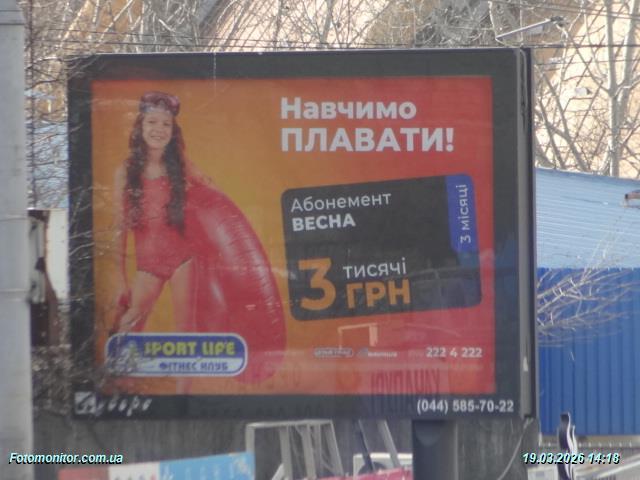 Навчимо
ПЛАВАТИ!
Абонемент
ВЕСНА
3 місяці
3 тисячі
ГРН
SPORT LIFE
ФІТНЕС КЛУБ
222 4 222
(044) 585-70-22
Fotomonitor.com.ua
19.03.2026 14:18